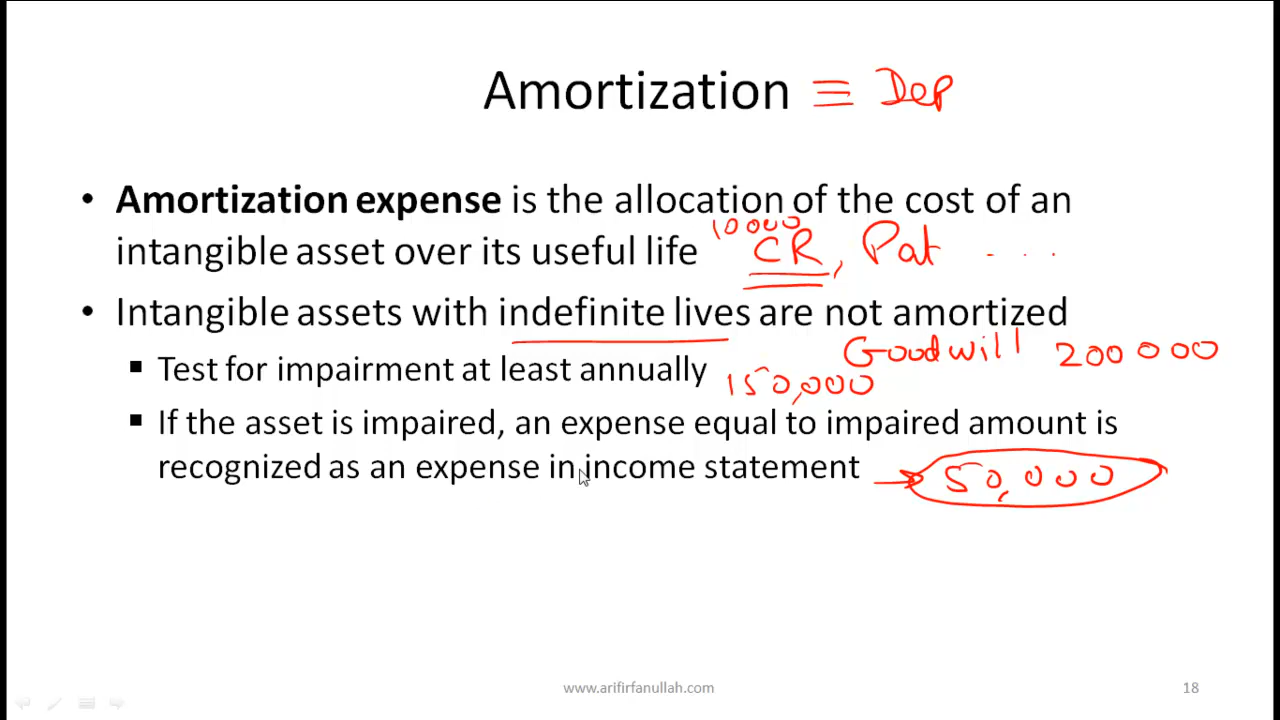 Amortization ≡ Dep
• Amortization expense is the allocation of the cost of an
10000
intangible asset over its useful life CR, Pat ....
• Intangible assets with indefinite lives are not amortized
Goodwill 200000
▪ Test for impairment at least annually 150,000
▪ If the asset is impaired, an expense equal to impaired amount is
recognized as an expense in income statement → 50,000
www.arifirfanullah.com
18